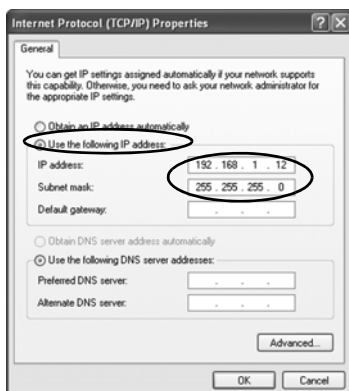 Internet Protocol (TCP/IP) Properties
General
You can get IP settings assigned automatically if your network supports
this capability. Otherwise, you need to ask your network administrator for
the appropriate IP settings.
Obtain an IP address automatically
Use the following IP address:
IP address: 192 . 168 . 1 . 12
Subnet mask: 255 . 255 . 255 . 0
Default gateway: . . .
Obtain DNS server address automatically
Use the following DNS server addresses:
Preferred DNS server: . . .
Alternate DNS server: . . .
Advanced...
OK Cancel